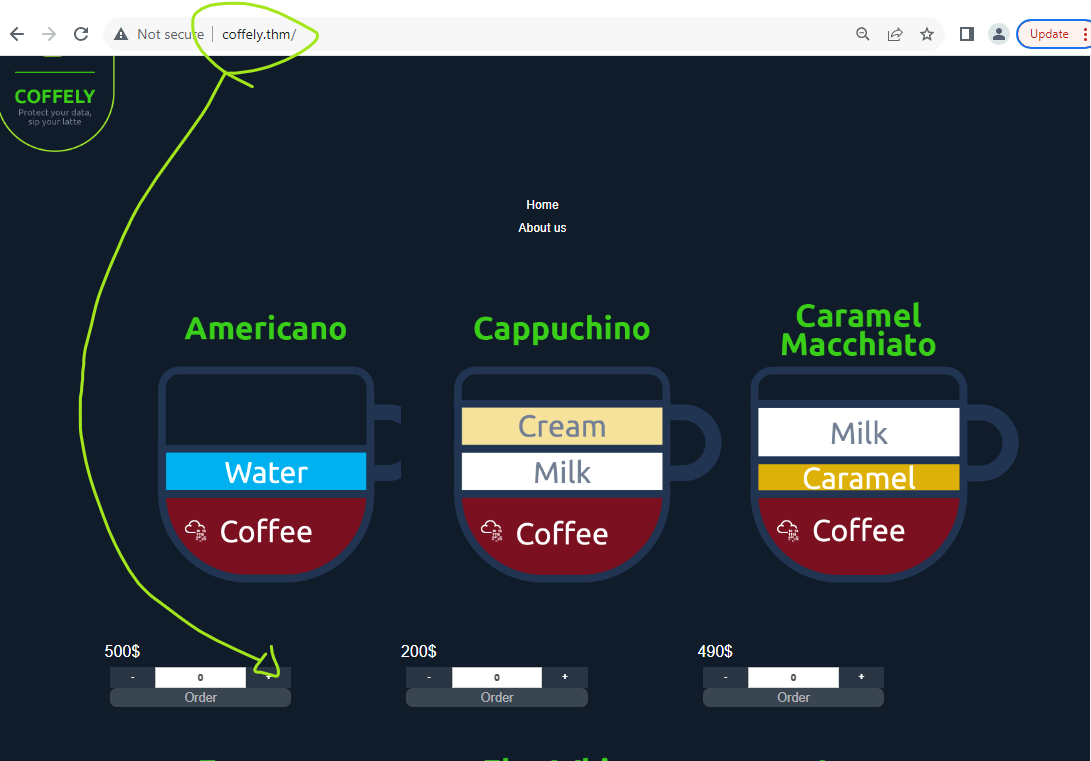 Not secure | coffely.thm/
Update
COFFELY
Protect your data,
sip your latte
Home
About us
Americano
Cappuchino
Caramel
Macchiato
Water
Coffee
Cream
Milk
Coffee
Milk
Caramel
Coffee
500$
200$
490$
- 0 +
- 0 +
- 0 +
Order
Order
Order